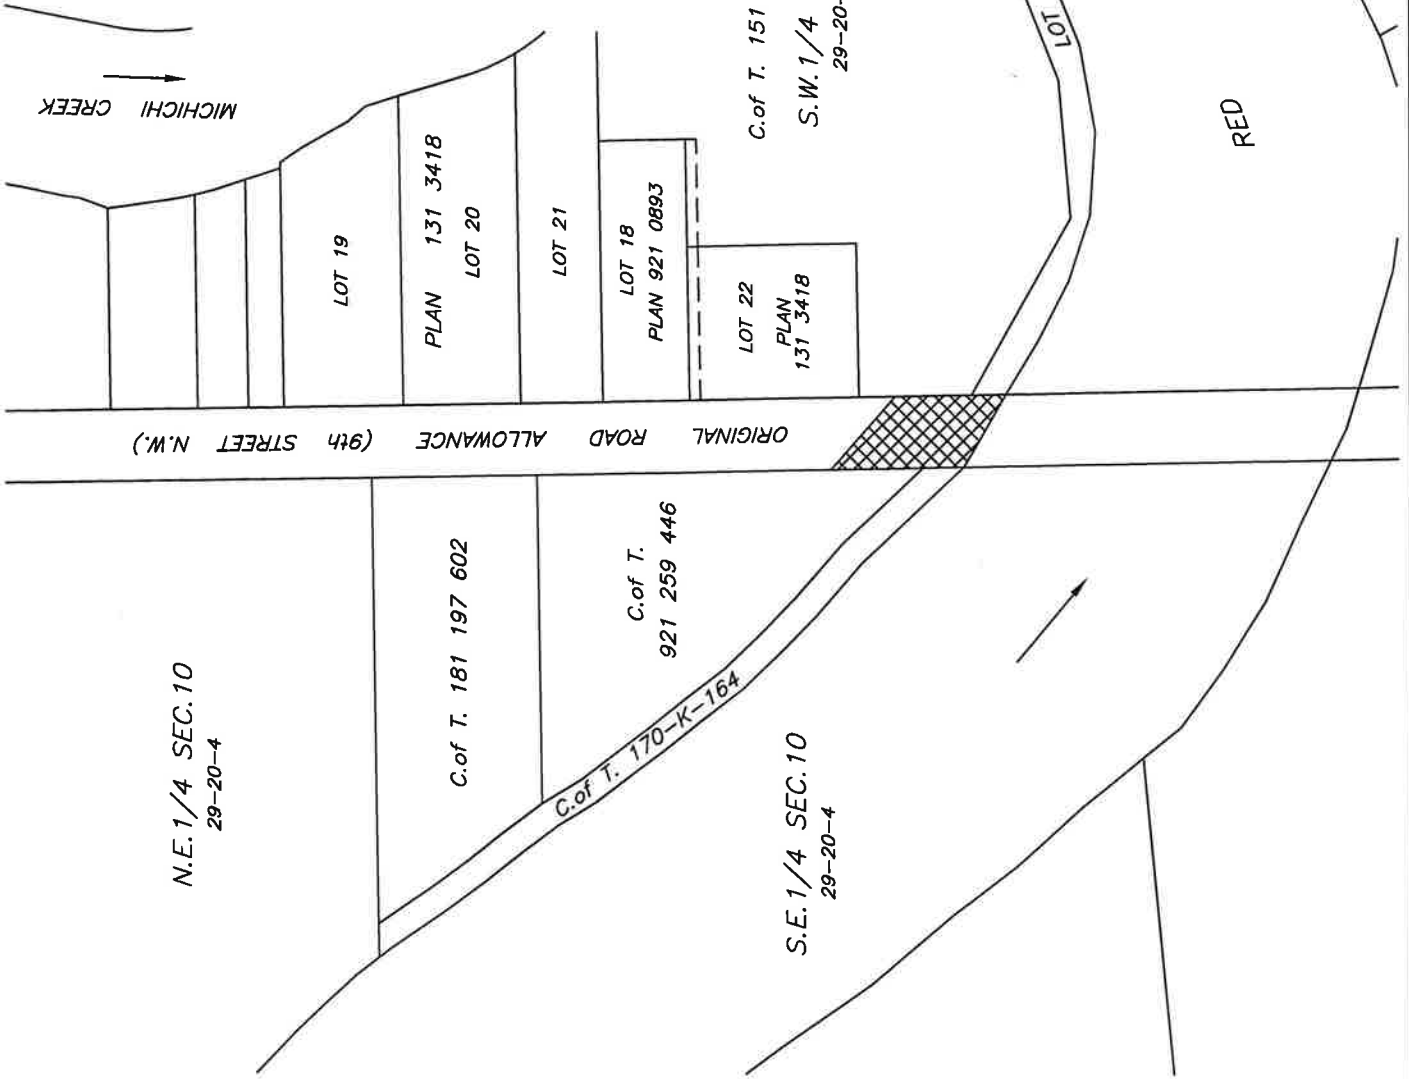 MICHICHI CREEK
LOT 19
PLAN 131 3418
LOT 20
LOT 21
LOT 18
PLAN 921 0893
LOT 22
PLAN
131 3418
C.of T. 151
S.W.1/4
29-20-
LOT
RED
ORIGINAL ROAD ALLOWANCE (9th STREET N.W.)
N.E.1/4 SEC.10
29-20-4
C.of T. 181 197 602
C.of T.
921 259 446
C.of T. 170-K-164
S.E.1/4 SEC.10
29-20-4